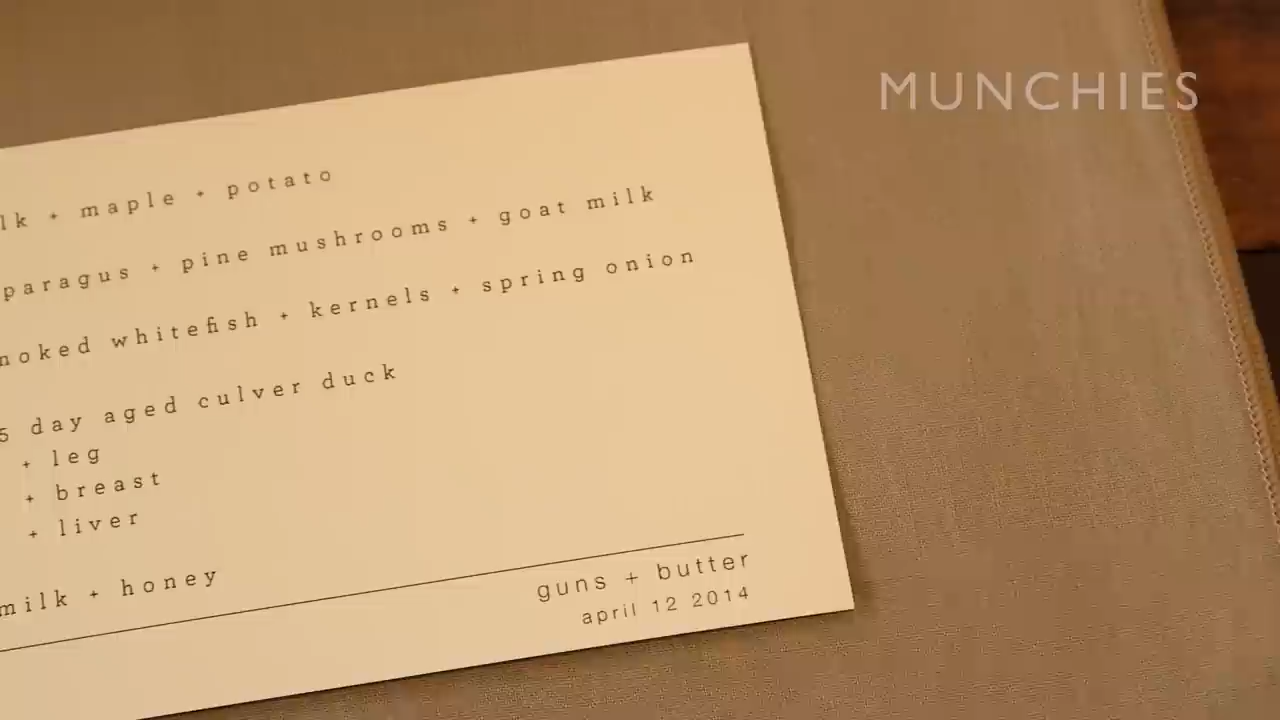 MUNCHIES
lk + maple + potato
paragus + pine mushrooms + goat milk
noked whitefish + kernels + spring onion
5 day aged culver duck
+ leg
+ breast
+ liver
milk + honey
guns + butter
april 12 2014